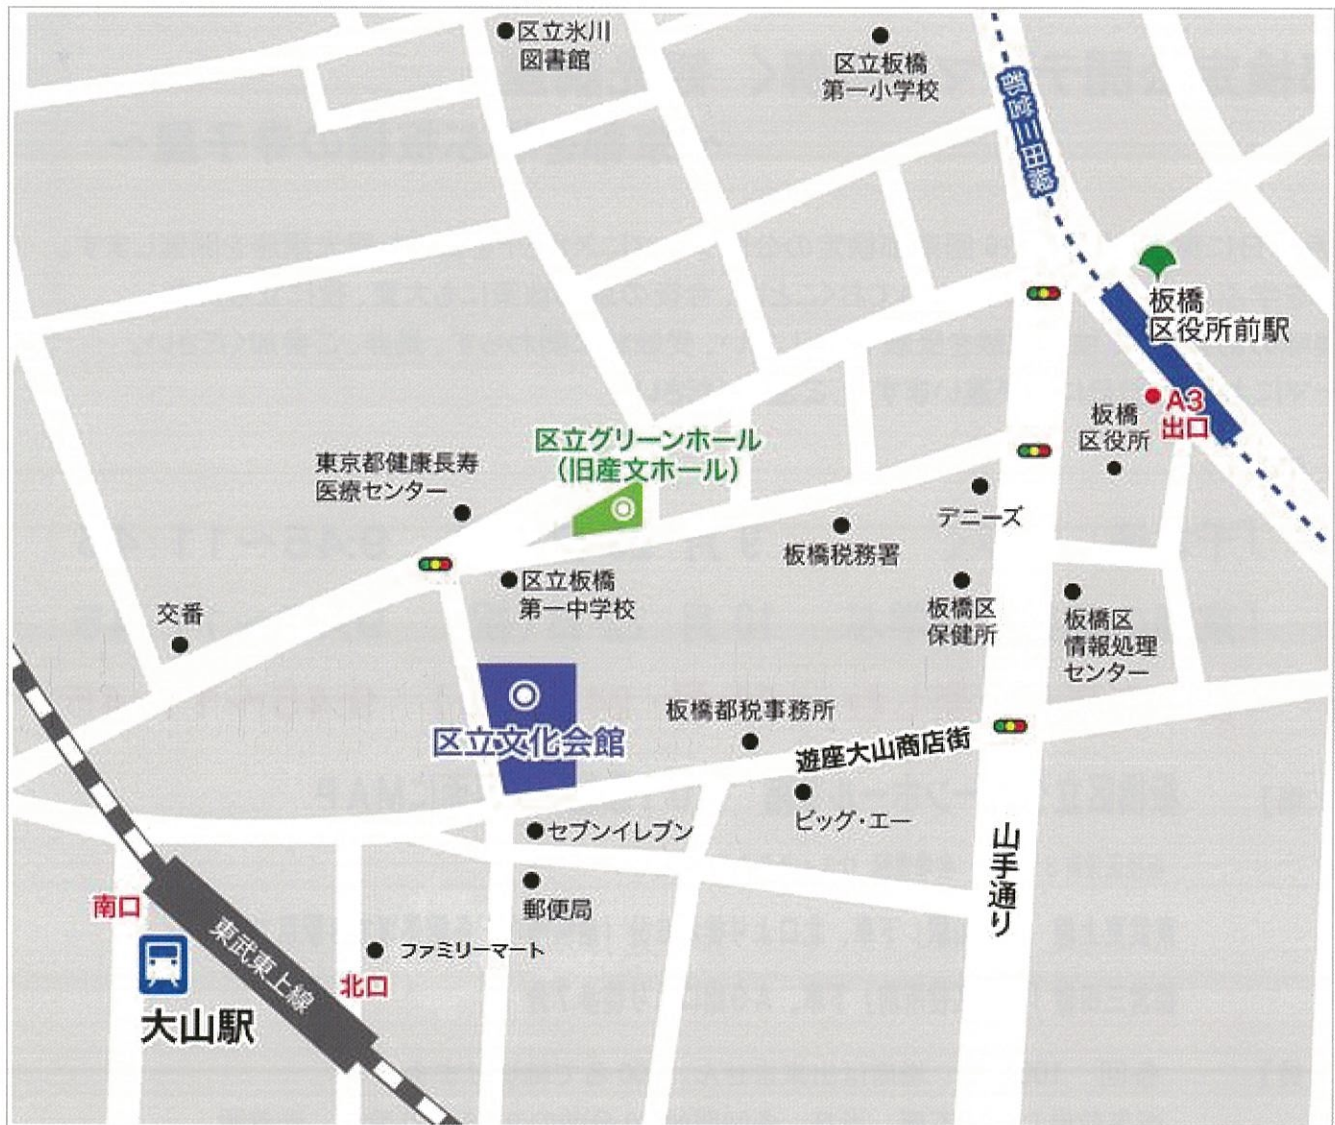 区立氷川
図書館
区立板橋
第一小学校
都営三田線
板橋
区役所前駅
A3
出口
板橋
区役所
区立グリーンホール
(旧産文ホール)
東京都健康長寿
医療センター
デニーズ
板橋税務署
区立板橋
第一中学校
板橋区
保健所
板橋区
情報処理
センター
交番
区立文化会館
板橋都税事務所
遊座大山商店街
ビッグ・エー
セブンイレブン
山手通り
郵便局
南口
東武東上線
ファミリーマート
北口
大山駅